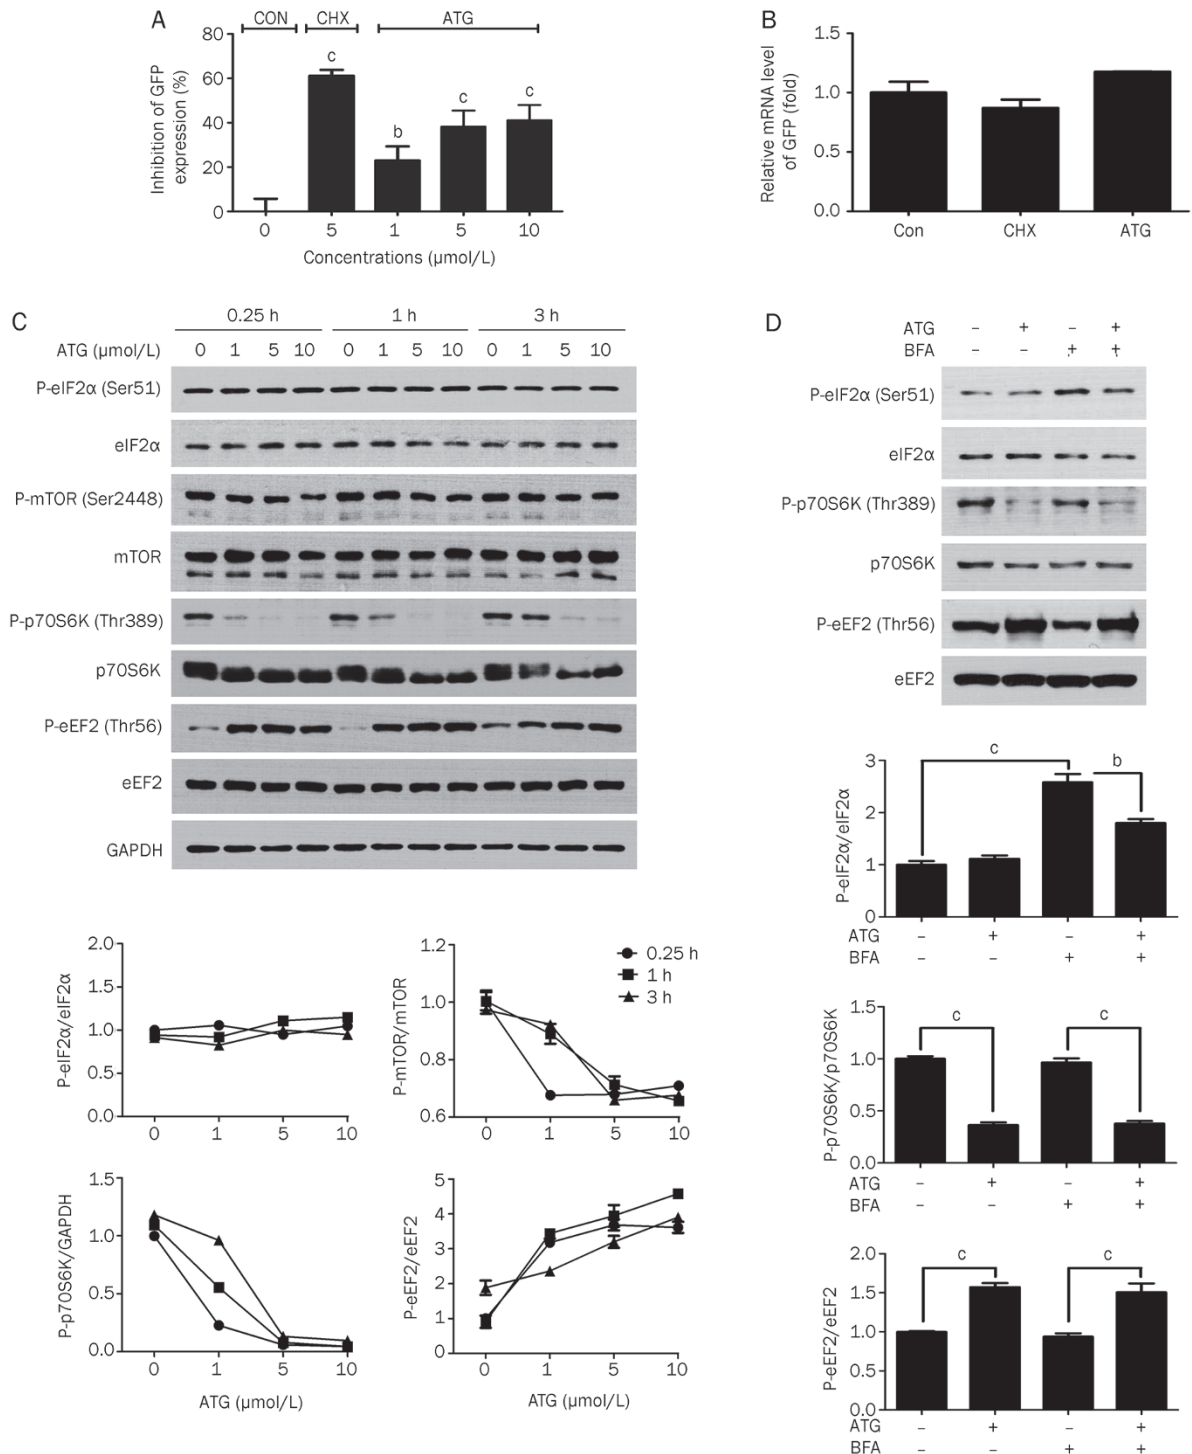 A
CON CHX ATG
Inhibition of GFP
expression (%)
80
60
40
20
0
c
b
c
c
0 5 1 5 10
Concentrations (µmol/L)
B
Relative mRNA level
of GFP (fold)
1.5
1.0
0.5
0.0
Con CHX ATG
C
0.25 h 1 h 3 h
ATG (µmol/L) 0 1 5 10 0 1 5 10 0 1 5 10
P-eIF2α (Ser51)
eIF2α
P-mTOR (Ser2448)
mTOR
P-p70S6K (Thr389)
p70S6K
P-eEF2 (Thr56)
eEF2
GAPDH
P-eIF2α/eIF2α
2.0
1.5
1.0
0.5
0.0
0 1 5 10
P-mTOR/mTOR
1.2
1.0
0.8
0.6
0 1 5 10
0.25 h
1 h
3 h
P-p70S6K/GAPDH
1.5
1.0
0.5
0.0
0 1 5 10
ATG (µmol/L)
P-eEF2/eEF2
5
4
3
2
1
0
0 1 5 10
ATG (µmol/L)
D
ATG – + – +
BFA – – + +
P-eIF2α (Ser51)
eIF2α
P-p70S6K (Thr389)
p70S6K
P-eEF2 (Thr56)
eEF2
P-eIF2α/eIF2α
3
2
1
0
c
b
ATG – + – +
BFA – – + +
P-p70S6K/p70S6K
1.5
1.0
0.5
0.0
c c
ATG – + – +
BFA – – + +
P-eEF2/eEF2
2.0
1.5
1.0
0.5
0.0
c c
ATG – + – +
BFA – – + +